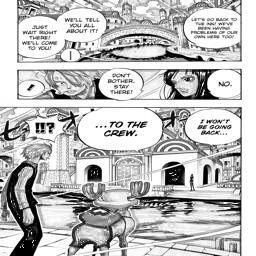 LET'S GO BACK
TO THE INN! WE'VE
BEEN HAVING
PROBLEMS OF OUR
OWN HERE TOO!
WE'LL TELL
YOU ALL
ABOUT IT!
JUST WAIT
RIGHT THERE!
WE'LL COME
TO YOU!
!
NO.
DON'T
BOTHER.
STAY
THERE!
!
I WON'T
BE GOING
BACK...
...TO THE
CREW.
!!?